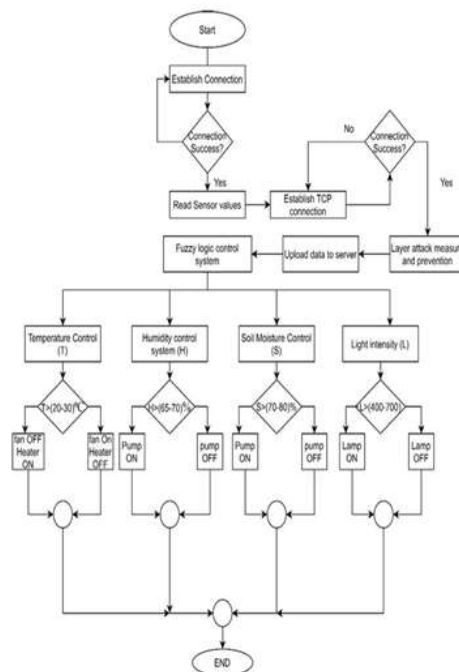 Start
Establish Connection
Connection
Success?
Yes
Read Sensor values
Establish TCP
connection
No
Connection
Success?
Yes
Layer attack measur
and prevention
Upload data to server
Fuzzy logic control
system
Temperature Control
(T)
Humidity control
system (H)
Soil Moisture Control
(S)
Light intensity (L)
T>(20-30)℃
H>(65-70)%
S>(70-80)%
L>(400-700)
fan OFF
Heater
ON
fan On
Heater
OFF
Pump
ON
pump
OFF
Pump
ON
pump
OFF
Lamp
ON
Lamp
OFF
END